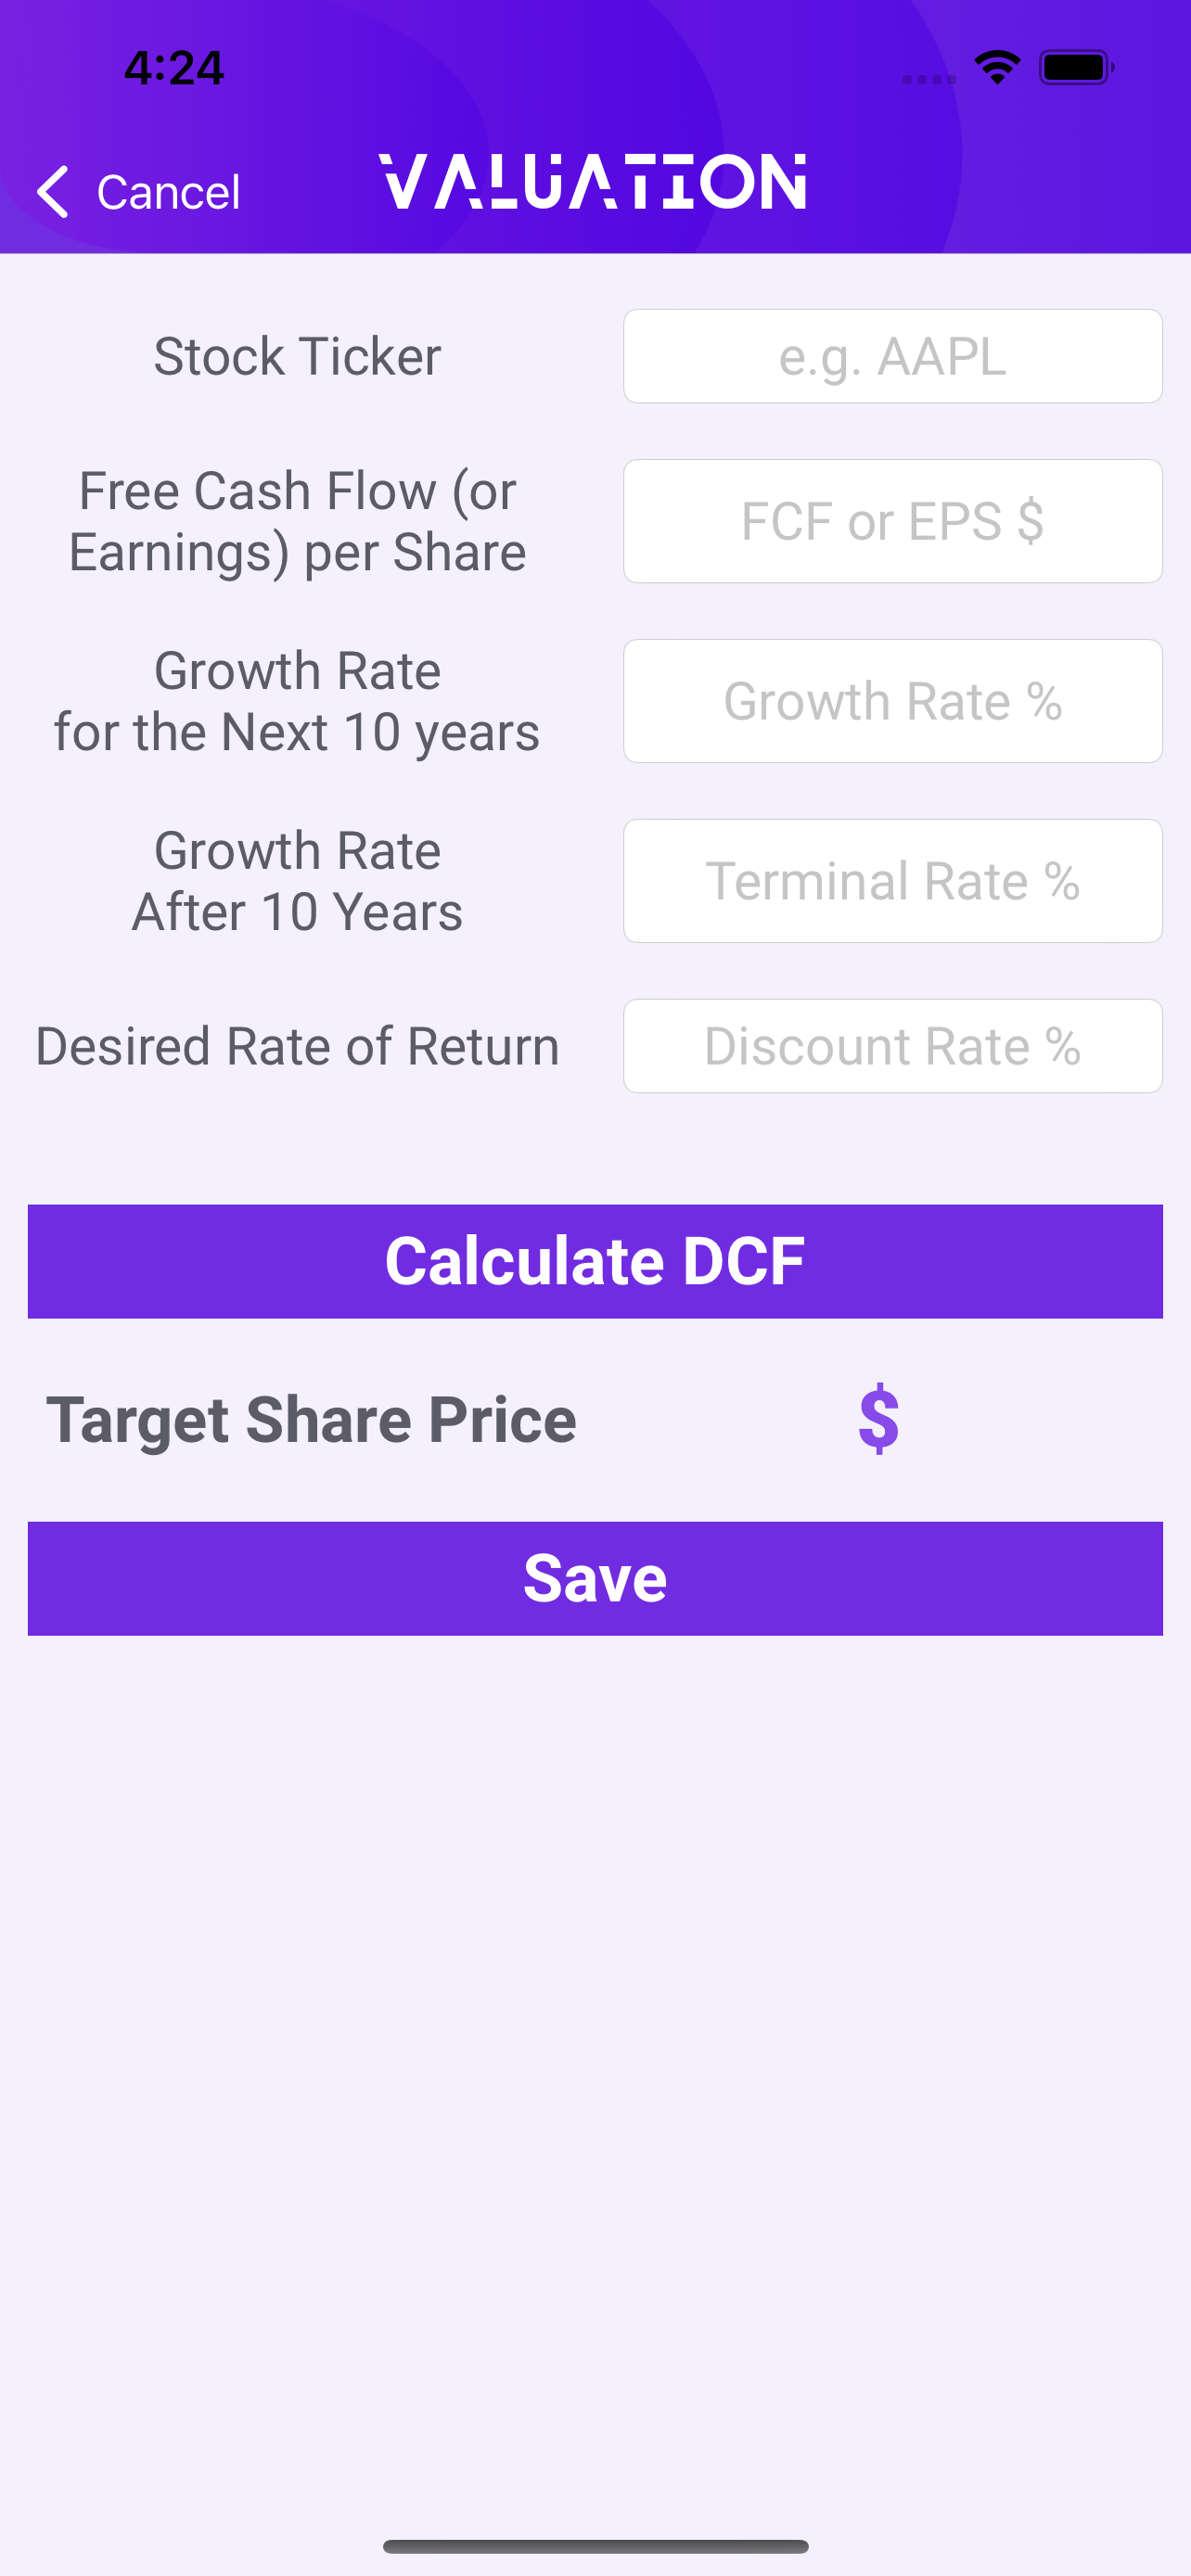 4:24
Cancel
VALUATION
Stock Ticker
e.g. AAPL
Free Cash Flow (or
Earnings) per Share
FCF or EPS $
Growth Rate
for the Next 10 years
Growth Rate %
Growth Rate
After 10 Years
Terminal Rate %
Desired Rate of Return
Discount Rate %
Calculate DCF
Target Share Price
$
Save